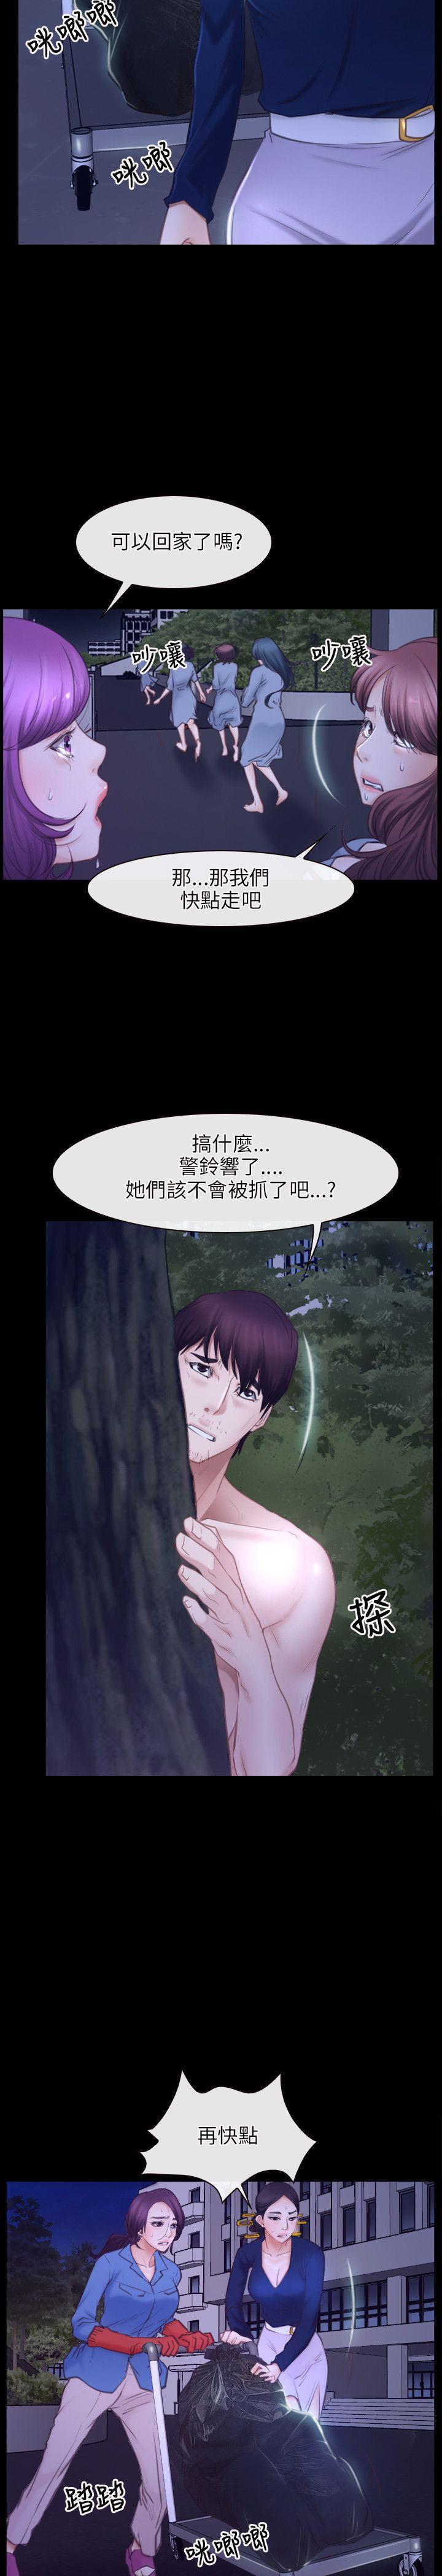 咣啷啷
咣啷
可以回家了嗎?
吵嚷
吵嚷
那...那我們
快點走吧
搞什麼...
警鈴響了....
她們該不會被抓了吧...?
探
再快點
踏踏
咣啷啷